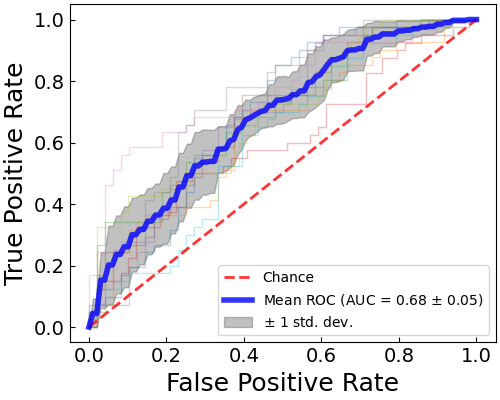 True Positive Rate
1.0
0.8
0.6
0.4
0.2
0.0
Chance
Mean ROC (AUC = 0.68 ± 0.05)
± 1 std. dev.
0.0 0.2 0.4 0.6 0.8 1.0
False Positive Rate